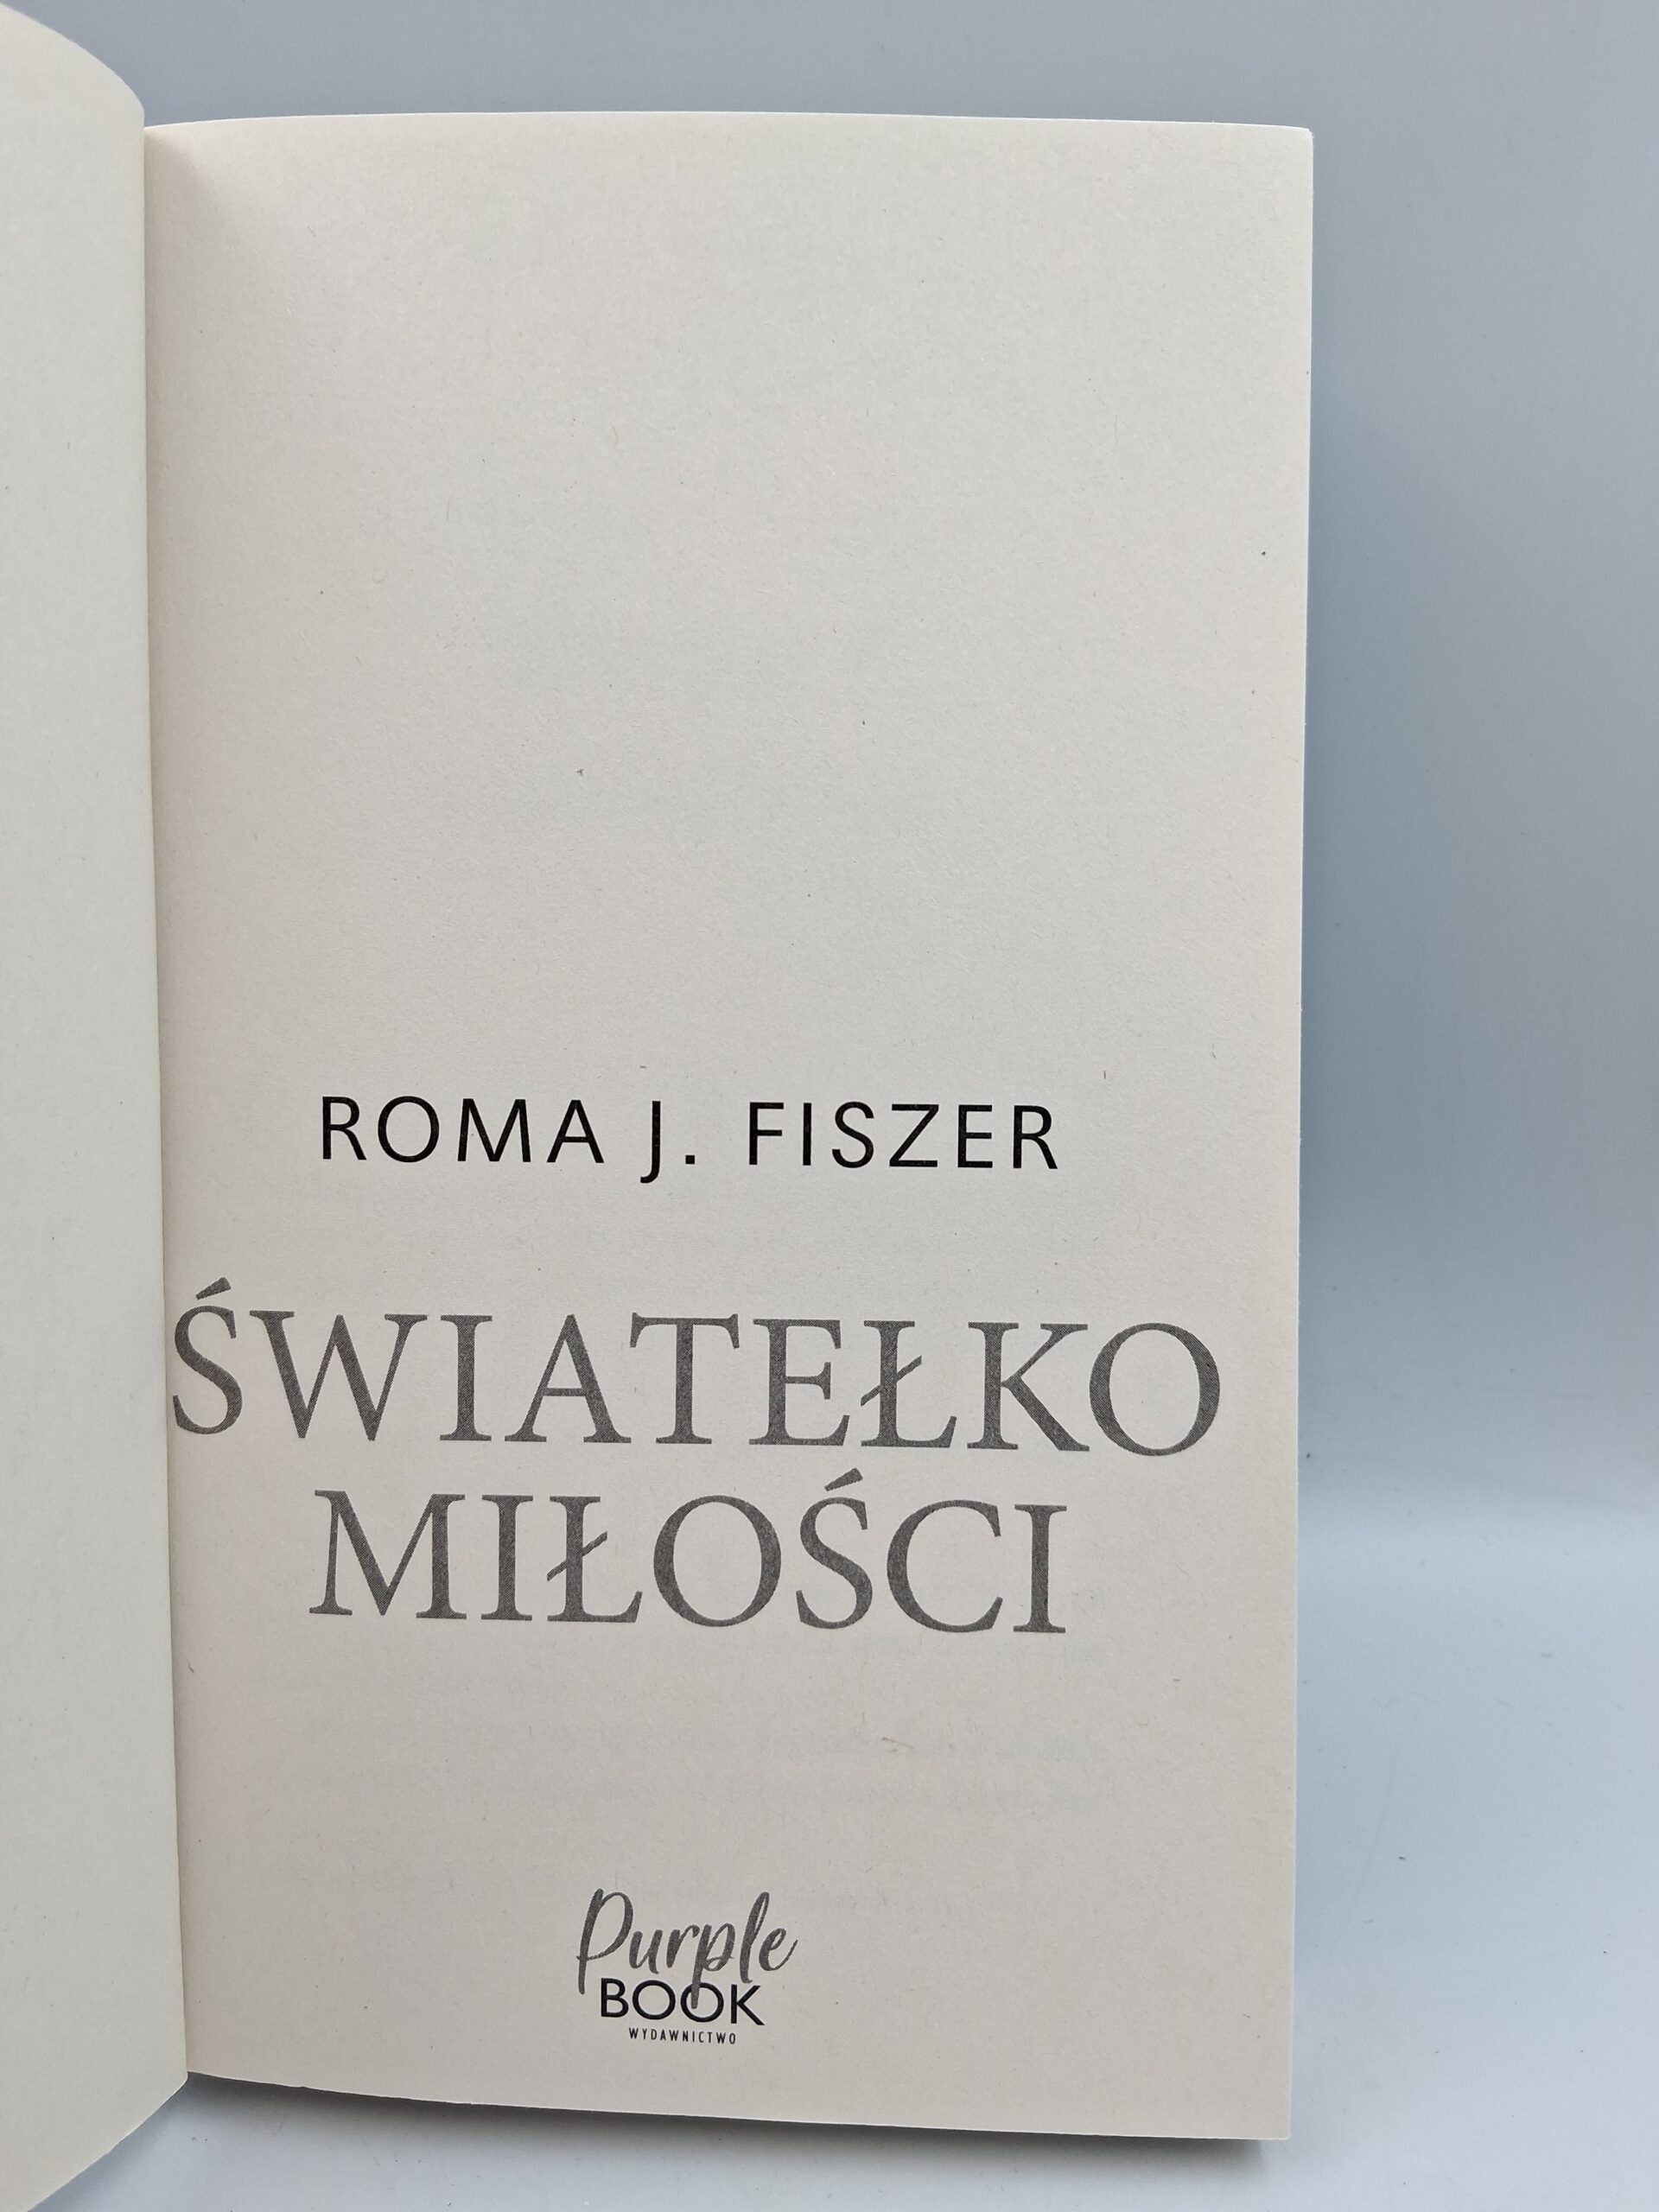 ROMA J. FISZER
ŚWIATEŁKO
MIŁOŚCI
Purple
BOOK
WYDAWNICTWO